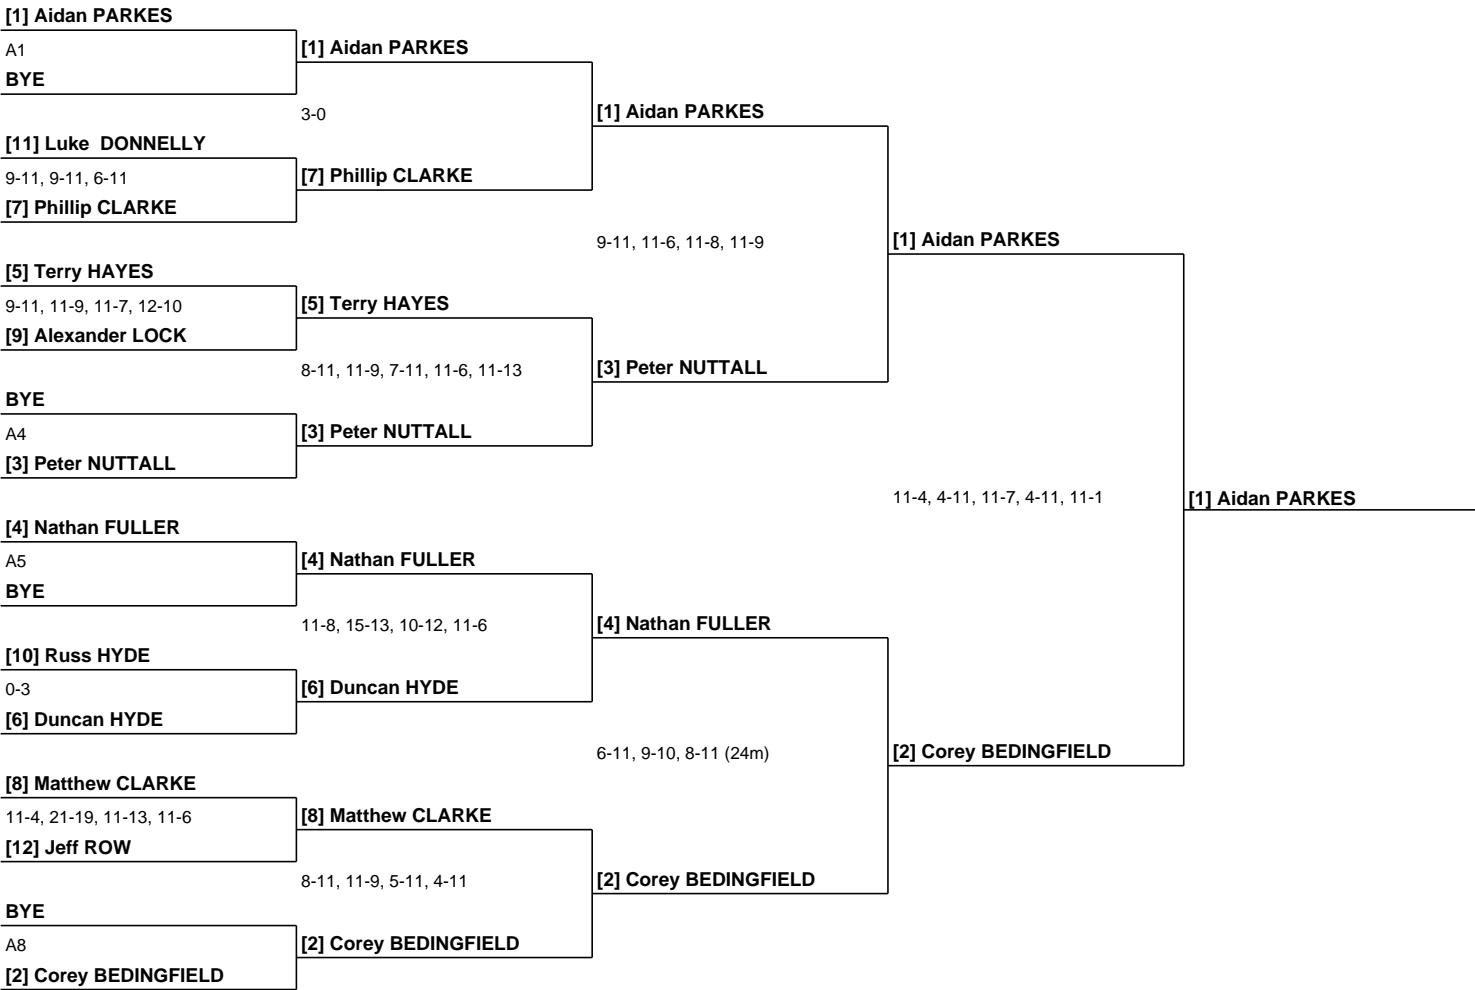 [1] Aidan PARKES
A1
BYE
[11] Luke  DONNELLY
9-11, 9-11, 6-11
[7] Phillip CLARKE
[5] Terry HAYES
9-11, 11-9, 11-7, 12-10
[9] Alexander LOCK
BYE
A4
[3] Peter NUTTALL
[4] Nathan FULLER
A5
BYE
[10] Russ HYDE
0-3
[6] Duncan HYDE
[8] Matthew CLARKE
11-4, 21-19, 11-13, 11-6
[12] Jeff ROW
BYE
A8
[2] Corey BEDINGFIELD
[1] Aidan PARKES
3-0
[7] Phillip CLARKE
[5] Terry HAYES
8-11, 11-9, 7-11, 11-6, 11-13
[3] Peter NUTTALL
[4] Nathan FULLER
11-8, 15-13, 10-12, 11-6
[6] Duncan HYDE
[8] Matthew CLARKE
8-11, 11-9, 5-11, 4-11
[2] Corey BEDINGFIELD
[1] Aidan PARKES
9-11, 11-6, 11-8, 11-9
[3] Peter NUTTALL
[4] Nathan FULLER
6-11, 9-10, 8-11 (24m)
[2] Corey BEDINGFIELD
[1] Aidan PARKES
11-4, 4-11, 11-7, 4-11, 11-1
[2] Corey BEDINGFIELD
[1] Aidan PARKES